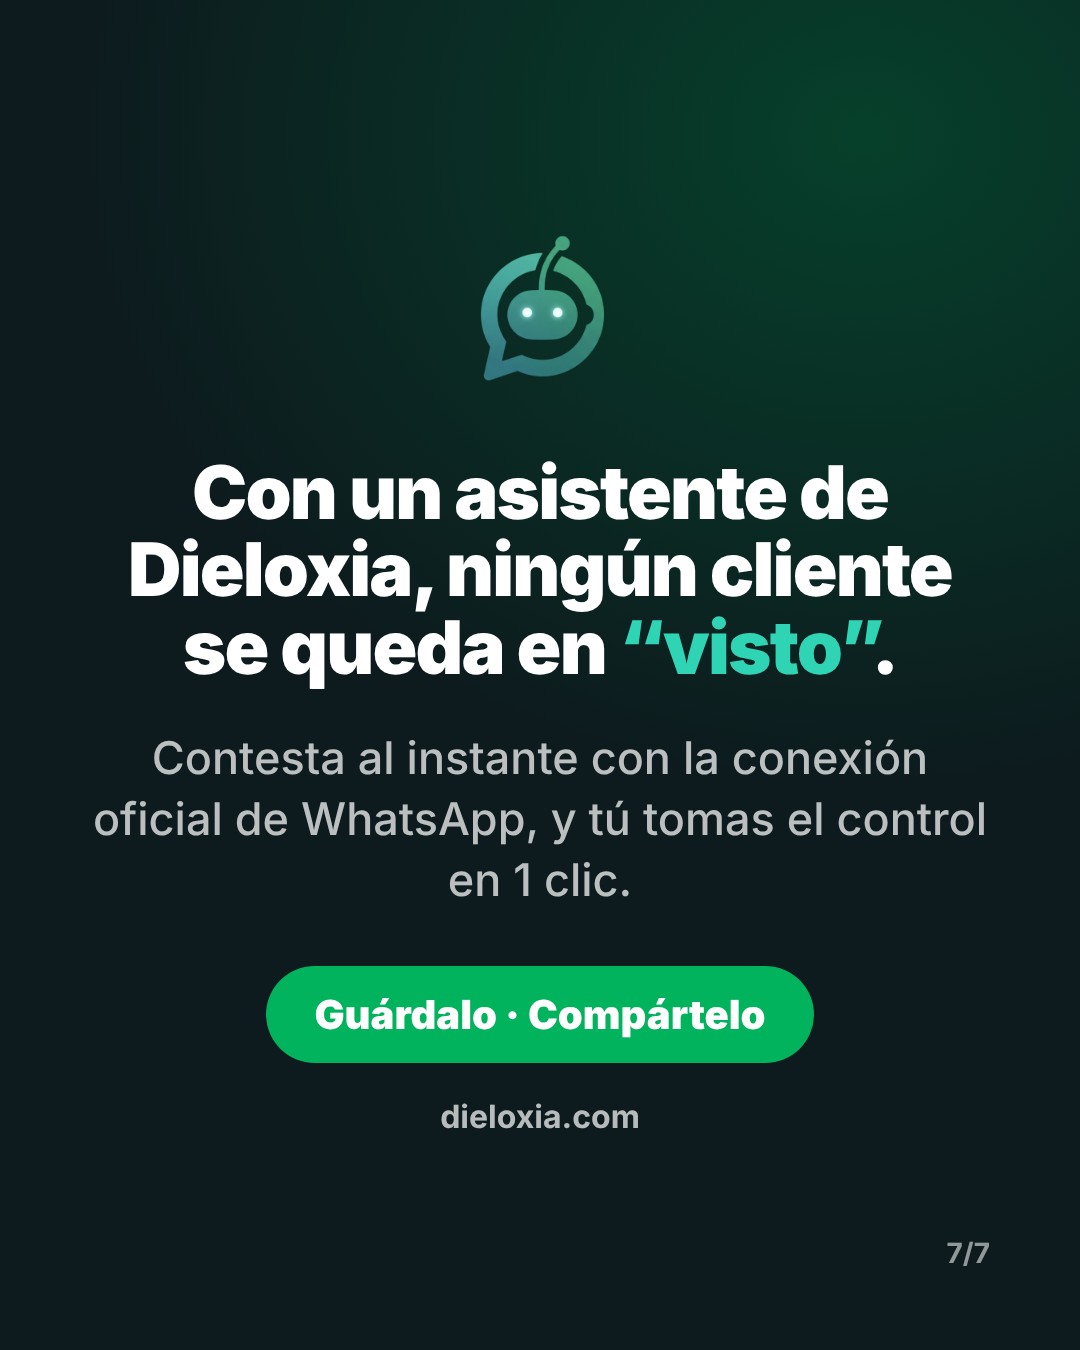 Con un asistente de
Dieloxia, ningún cliente
se queda en “visto”.
Contesta al instante con la conexión
oficial de WhatsApp, y tú tomas el control
en 1 clic.
Guárdalo · Compártelo
dieloxia.com
7/7